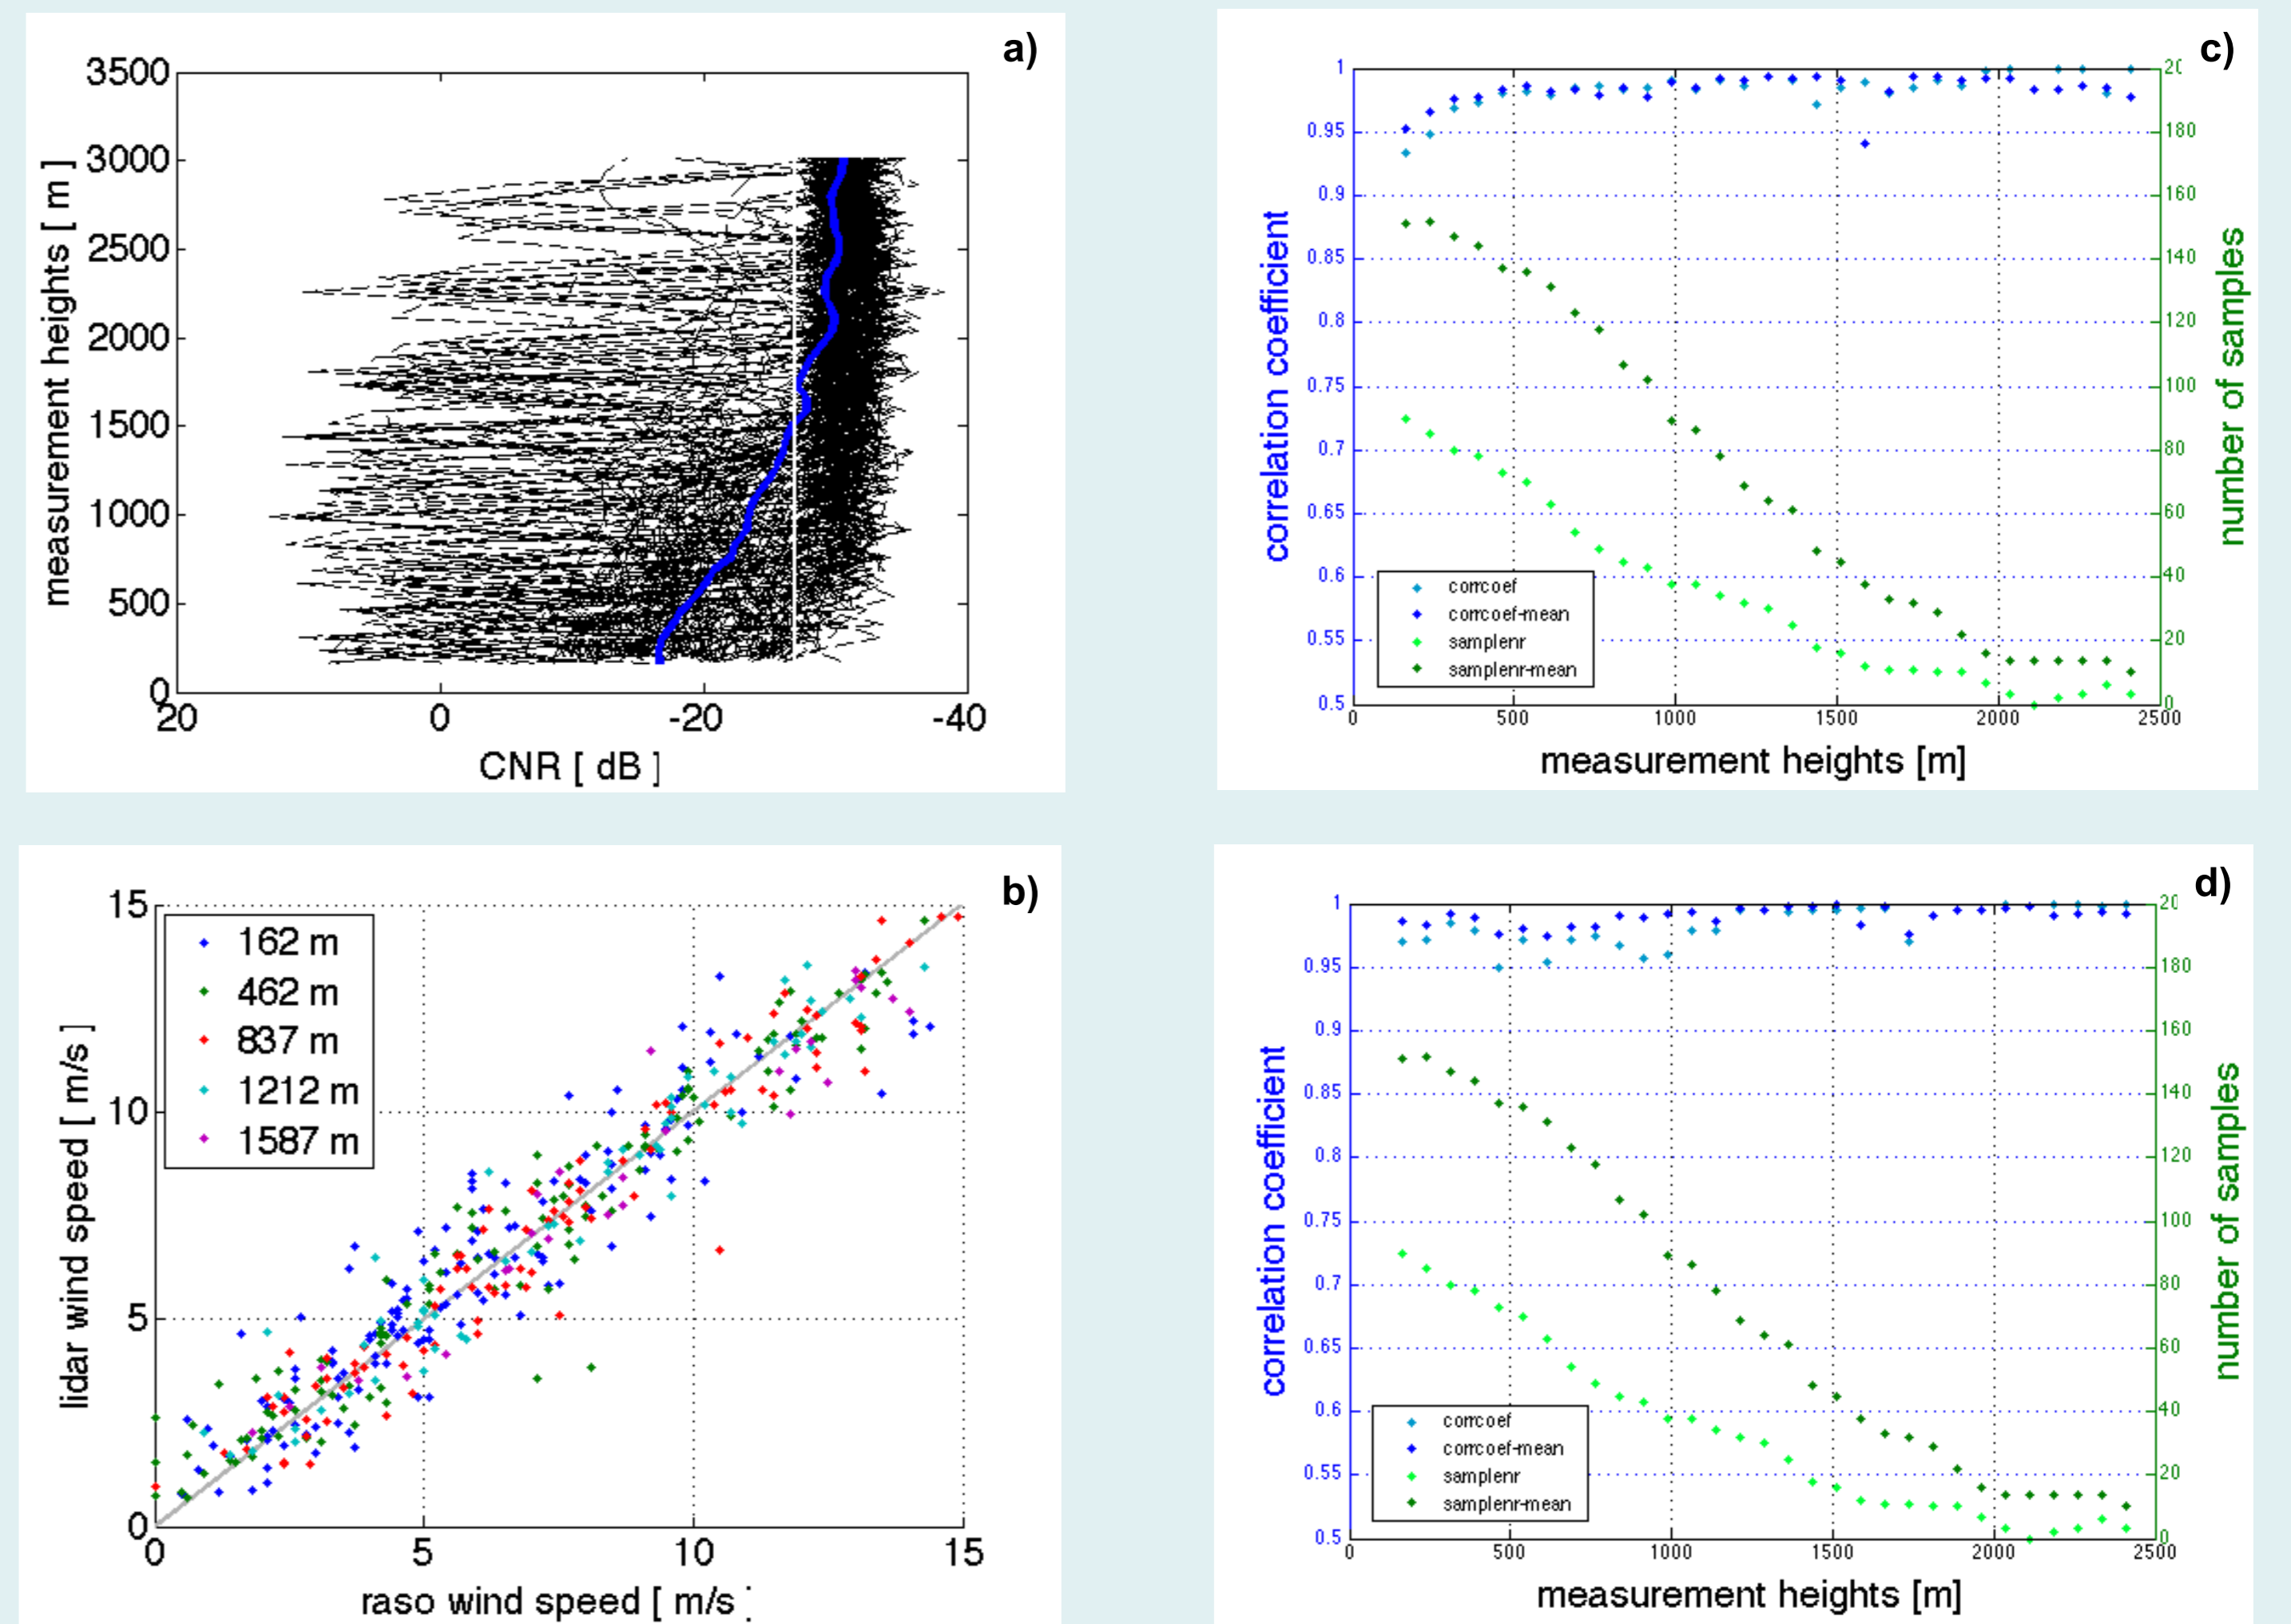 a)
3500
3000
2500
2000
1500
1000
500
0
measurement heights [ m ]
20 0 -20 -40
CNR [ dB ]
c)
1
0.95
0.9
0.85
0.8
0.75
0.7
0.65
0.6
0.55
0.5
correlation coefficient
20
180
160
140
120
100
80
60
40
20
0
number of samples
corrcoef
corrcoef-mean
samplenr
samplenr-mean
0 500 1000 1500 2000 2500
measurement heights [m]
b)
15
10
5
0
lidar wind speed [ m/s ]
162 m
462 m
837 m
1212 m
1587 m
0 5 10 15
raso wind speed [ m/s ]
d)
1
0.95
0.9
0.85
0.8
0.75
0.7
0.65
0.6
0.55
0.5
correlation coefficient
20
180
160
140
120
100
80
60
40
20
0
number of samples
corrcoef
corrcoef-mean
samplenr
samplenr-mean
0 500 1000 1500 2000 2500
measurement heights [m]